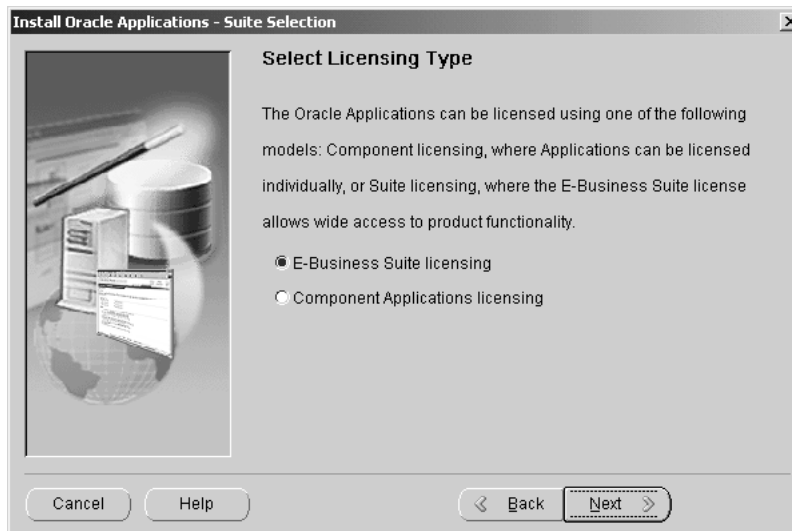 Install Oracle Applications - Suite Selection
Select Licensing Type
The Oracle Applications can be licensed using one of the following
models: Component licensing, where Applications can be licensed
individually, or Suite licensing, where the E-Business Suite license
allows wide access to product functionality.
E-Business Suite licensing
Component Applications licensing
Cancel Help Back Next